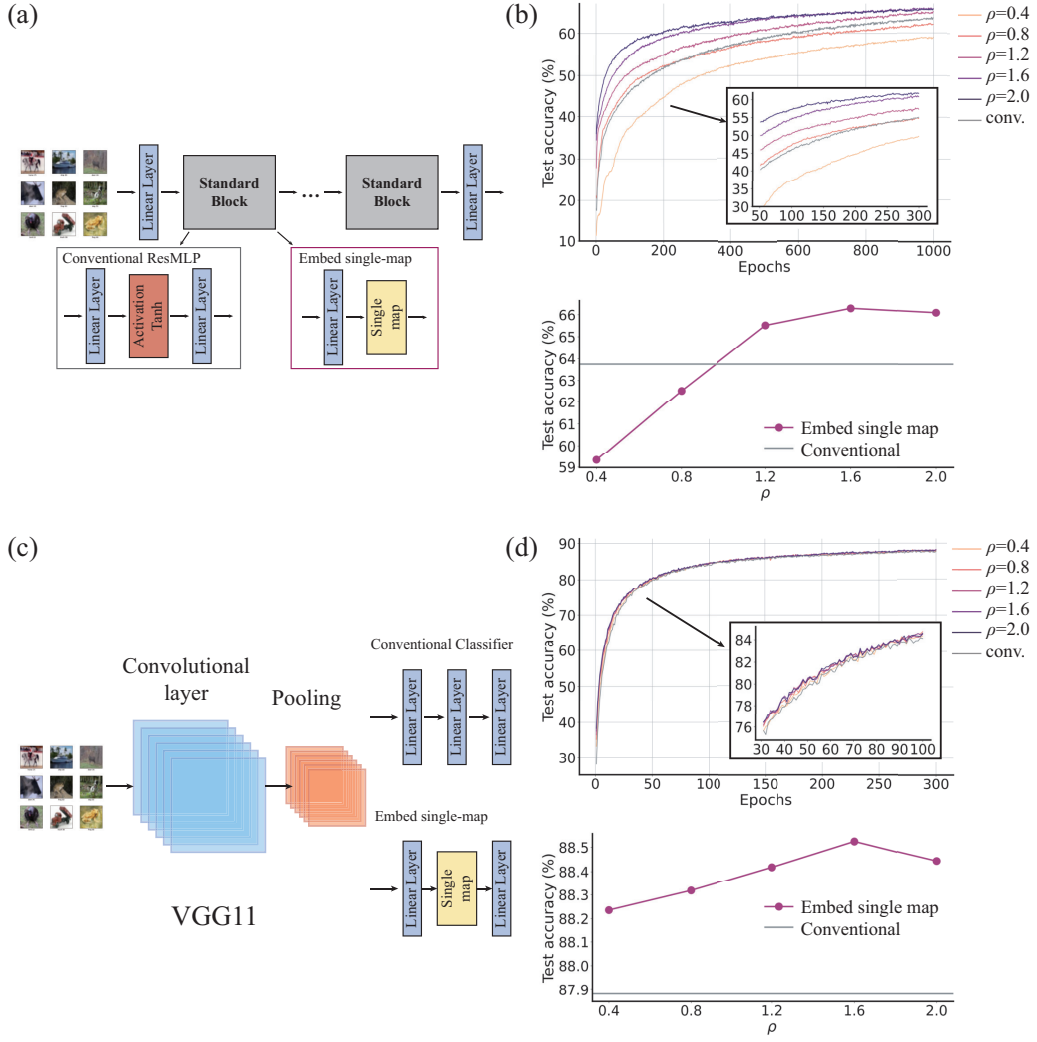 (a)
Linear Layer
Standard
Block
...
Standard
Block
Linear Layer
Conventional ResMLP
Linear Layer
Activation
Tanh
Linear Layer
Embed single-map
Linear Layer
Single
map
(b)
Test accuracy (%)
60
50
40
30
20
10
0
200
400
600
800
1000
Epochs
60
55
50
45
40
35
30
50
100
150
200
250
300
ρ=0.4
ρ=0.8
ρ=1.2
ρ=1.6
ρ=2.0
conv.
Test accuracy (%)
66
65
64
63
62
61
60
59
0.4
0.8
1.2
1.6
2.0
ρ
Embed single map
Conventional
(c)
Convolutional
layer
Pooling
VGG11
Conventional Classifier
Linear Layer
Linear Layer
Linear Layer
Embed single-map
Linear Layer
Single
map
Linear Layer
(d)
Test accuracy (%)
90
80
70
60
50
40
30
0
50
100
150
200
250
300
Epochs
84
82
80
78
76
30
40
50
60
70
80
90
100
ρ=0.4
ρ=0.8
ρ=1.2
ρ=1.6
ρ=2.0
conv.
Test accuracy (%)
88.5
88.4
88.3
88.2
88.1
88.0
87.9
0.4
0.8
1.2
1.6
2.0
ρ
Embed single map
Conventional